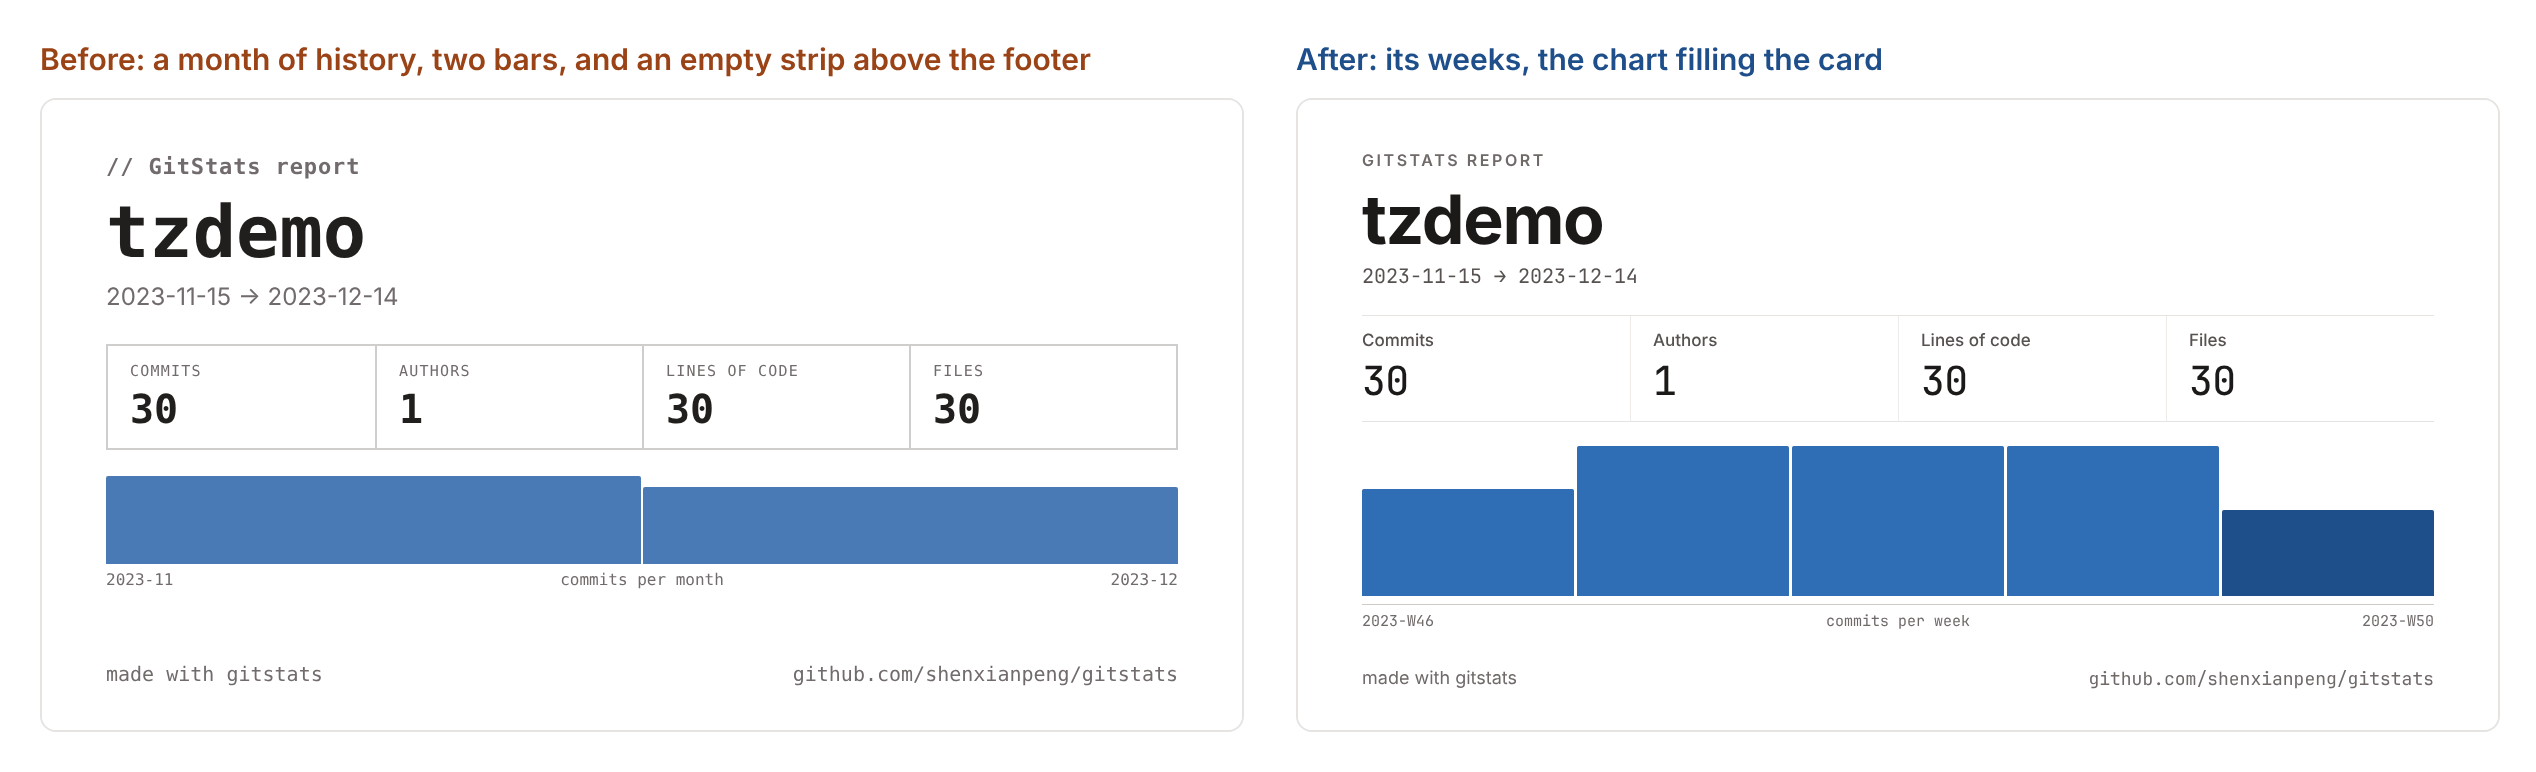 Before: a month of history, two bars, and an empty strip above the footer
// GitStats report
tzdemo
2023-11-15 → 2023-12-14
COMMITS AUTHORS LINES OF CODE FILES
30 1 30 30
2023-11 commits per month 2023-12
made with gitstats github.com/shenxianpeng/gitstats
After: its weeks, the chart filling the card
GITSTATS REPORT
tzdemo
2023-11-15 → 2023-12-14
Commits Authors Lines of code Files
30 1 30 30
2023-W46 commits per week 2023-W50
made with gitstats github.com/shenxianpeng/gitstats